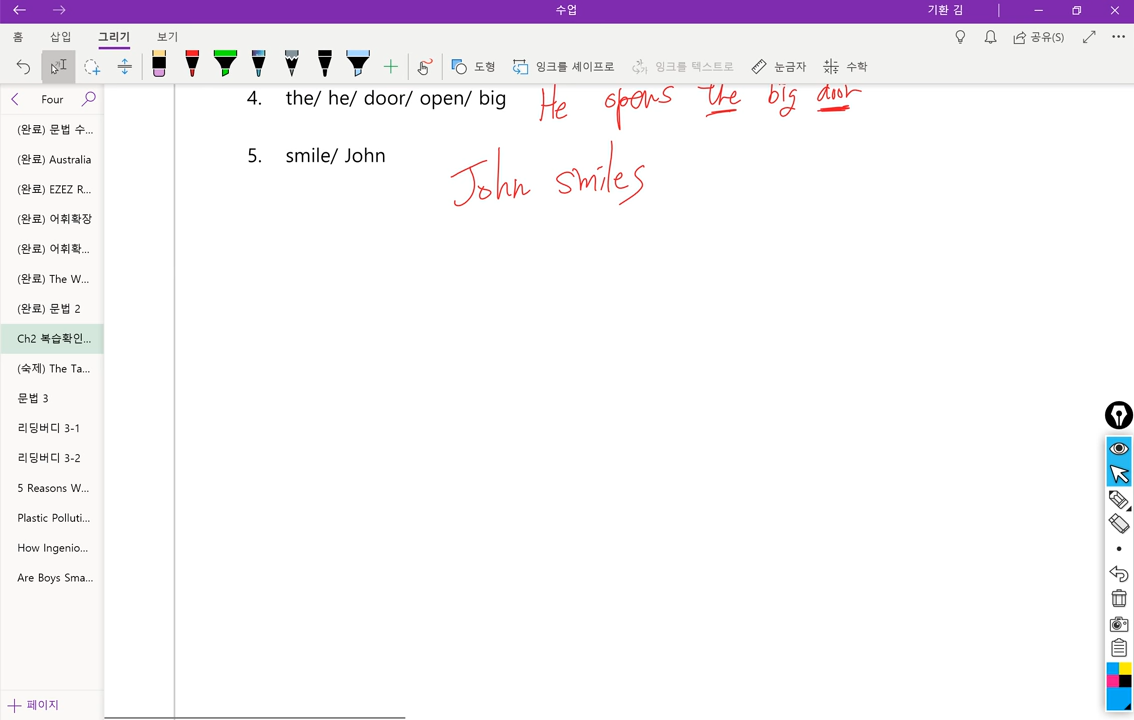 수업
기환 김
홈 삽입 그리기 보기
공유(S)
도형 잉크를 셰이프로 잉크를 텍스트로 눈금자 수학
Four
(완료) 문법 수...
(완료) Australia
(완료) EZEZ R...
(완료) 어휘확장
(완료) 어휘확...
(완료) The W...
(완료) 문법 2
Ch2 복습확인...
(숙제) The Ta...
문법 3
리딩버디 3-1
리딩버디 3-2
5 Reasons W...
Plastic Polluti...
How Ingenio...
Are Boys Sma...
페이지
4. the/ he/ door/ open/ big He opens the big door
5. smile/ John John smiles